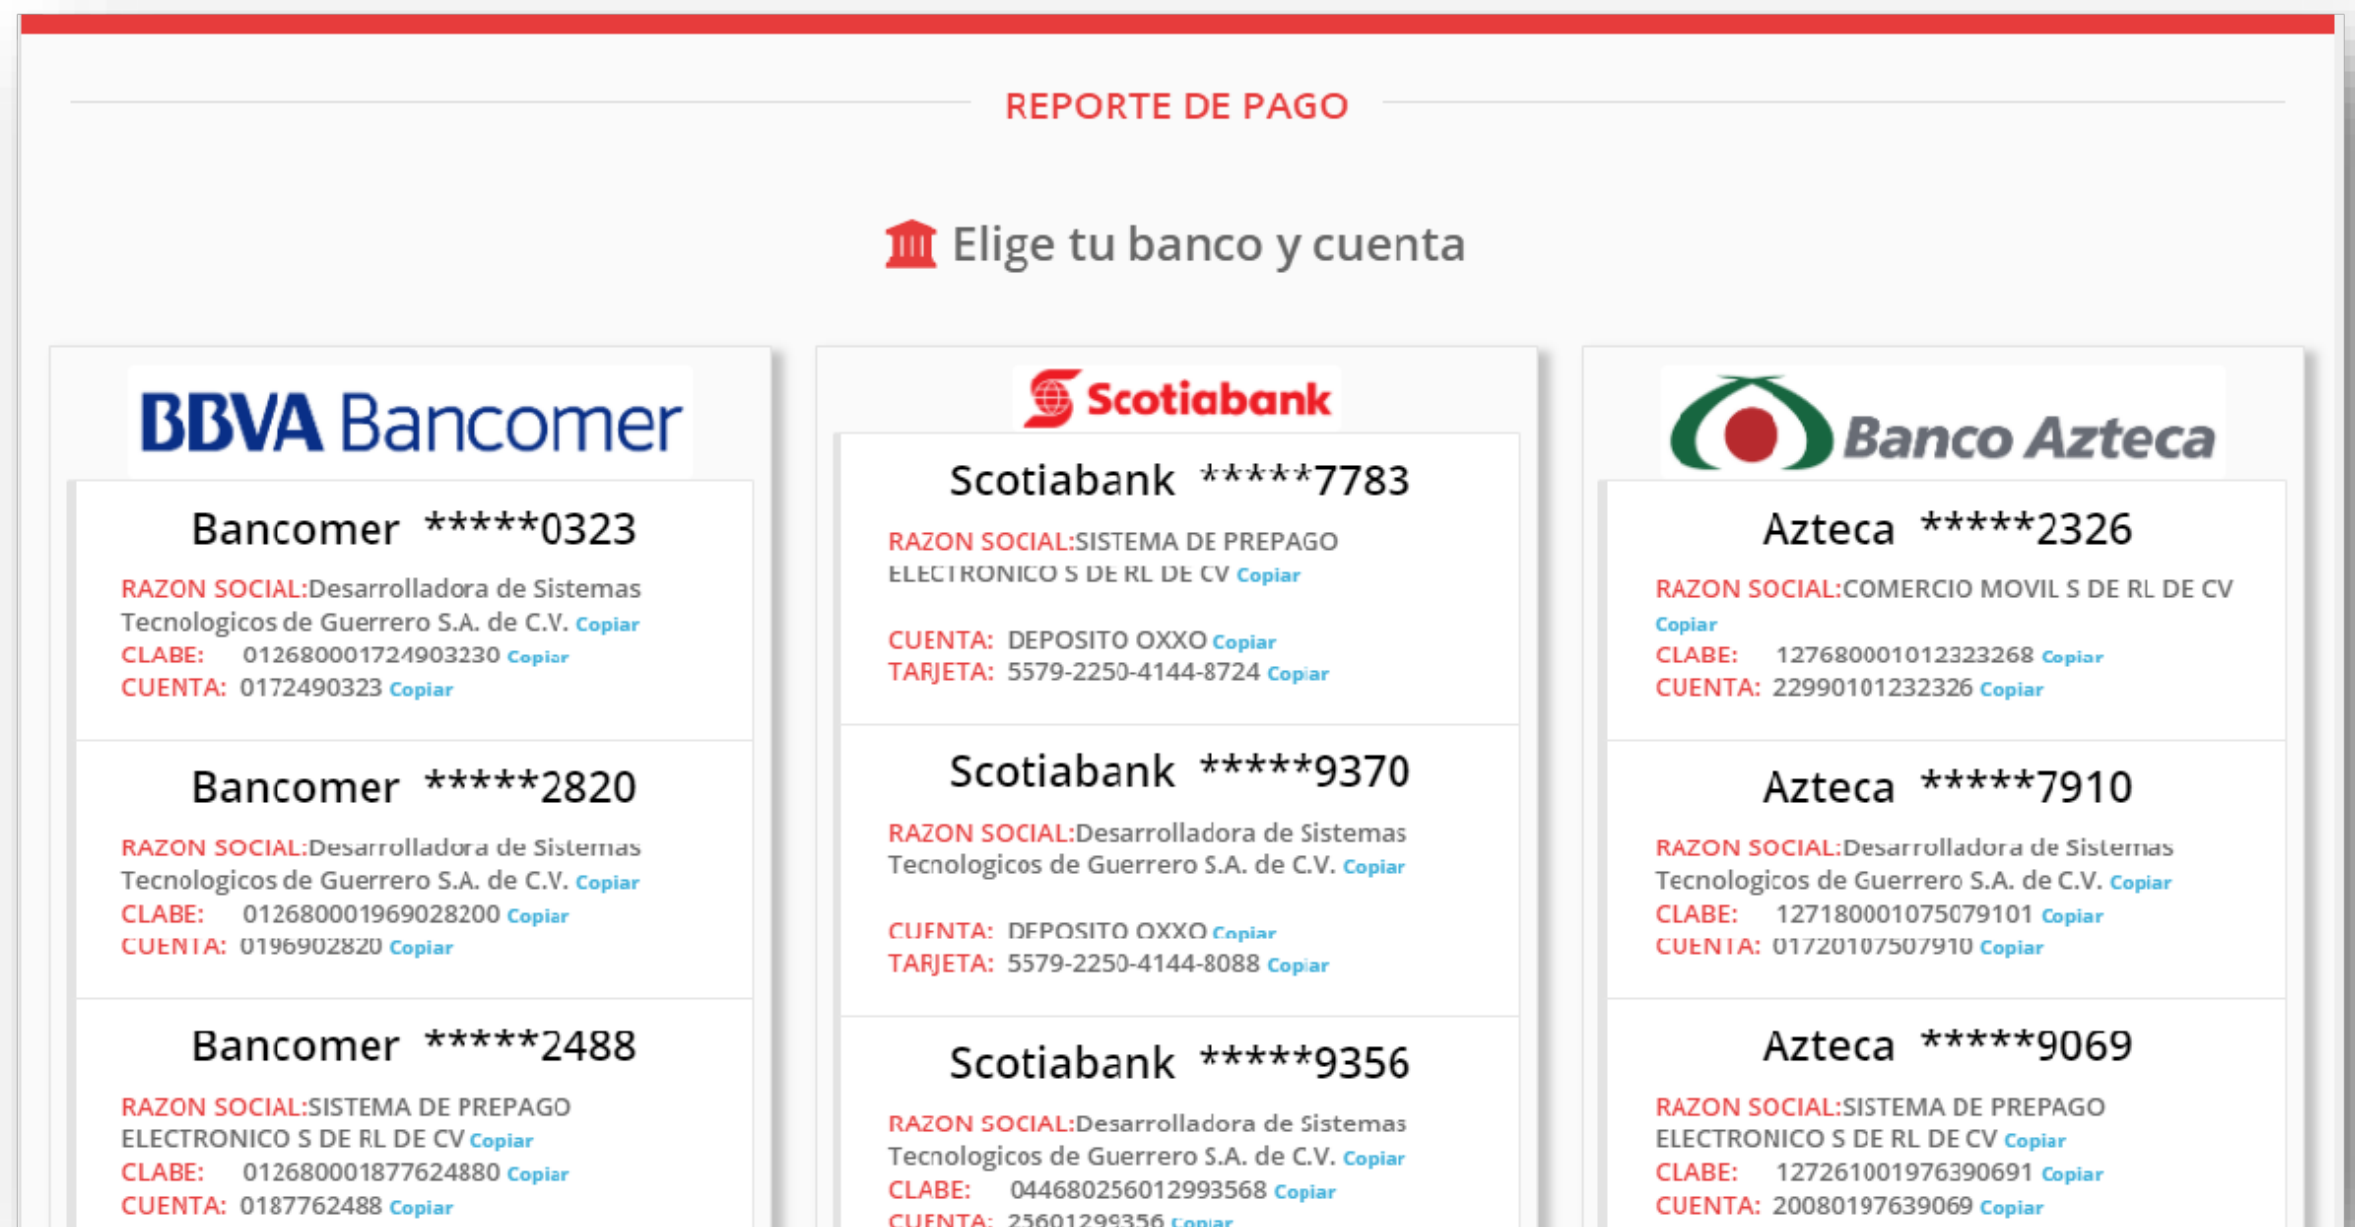 REPORTE DE PAGO
Elige tu banco y cuenta
BBVA Bancomer
Bancomer *****0323
RAZON SOCIAL:Desarrolladora de Sistemas
Tecnologicos de Guerrero S.A. de C.V. Copiar
CLABE: 012680001724903230 Copiar
CUENTA: 0172490323 Copiar
Bancomer *****2820
RAZON SOCIAL:Desarrolladora de Sistemas
Tecnologicos de Guerrero S.A. de C.V. Copiar
CLABE: 012680001969028200 Copiar
CUENTA: 0196902820 Copiar
Bancomer *****2488
RAZON SOCIAL:SISTEMA DE PREPAGO
ELECTRONICO S DE RL DE CV Copiar
CLABE: 012680001877624880 Copiar
CUENTA: 0187762488 Copiar
Scotiabank
Scotiabank *****7783
RAZON SOCIAL:SISTEMA DE PREPAGO
ELECTRONICO S DE RL DE CV Copiar
CUENTA: DEPOSITO OXXO Copiar
TARJETA: 5579-2250-4144-8724 Copiar
Scotiabank *****9370
RAZON SOCIAL:Desarrolladora de Sistemas
Tecnologicos de Guerrero S.A. de C.V. Copiar
CUENTA: DEPOSITO OXXO Copiar
TARJETA: 5579-2250-4144-8088 Copiar
Scotiabank *****9356
RAZON SOCIAL:Desarrolladora de Sistemas
Tecnologicos de Guerrero S.A. de C.V. Copiar
CLABE: 044680256012993568 Copiar
CUENTA: 25601299356 Copiar
Banco Azteca
Azteca *****2326
RAZON SOCIAL:COMERCIO MOVIL S DE RL DE CV
Copiar
CLABE: 127680001012323268 Copiar
CUENTA: 22990101232326 Copiar
Azteca *****7910
RAZON SOCIAL:Desarrolladora de Sistemas
Tecnologicos de Guerrero S.A. de C.V. Copiar
CLABE: 127180001075079101 Copiar
CUENTA: 01720107507910 Copiar
Azteca *****9069
RAZON SOCIAL:SISTEMA DE PREPAGO
ELECTRONICO S DE RL DE CV Copiar
CLABE: 127261001976390691 Copiar
CUENTA: 20080197639069 Copiar